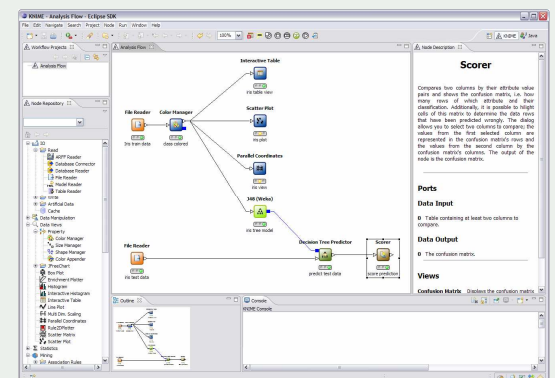 KNIME - Analysis Flow - Eclipse SDK
File Edit Navigate Search Project Node Run Window Help
100%
KNIME Java
Workflow Projects
Analysis Flow
Node Repository
IO
Read
ARFF Reader
Database Connector
Database Reader
File Reader
Model Reader
Table Reader
Write
Artificial Data
Cache
Data Manipulation
Data Views
Property
Color Manager
Size Manager
Shape Manager
Color Appender
JFreeChart
Box Plot
Enrichment Plotter
Histogram
Interactive Histogram
Interactive Table
Line Plot
Multi Dim. Scaling
Parallel Coordinates
Rule2DPlotter
Scatter Matrix
Scatter Plot
Statistics
Mining
Association Rules
Analysis Flow
Interactive Table
iris table view
File Reader
Iris train data
Color Manager
class colored
Scatter Plot
iris plot
Parallel Coordinates
iris view
J48 (Weka)
iris tree model
File Reader
iris test data
Decision Tree Predictor
predict test data
Scorer
score prediction
Outline
Console
KNIME Console
Node Description
Scorer
Compares two columns by their attribute value
pairs and shows the confusion matrix, i.e. how
many rows of which attribute and their
classification. Additionally, it is possible to hilight
cells of this matrix to determine the data rows
that have been predicted wrongly. The dialog
allows you to select two columns to compare; the
values from the first selected column are
represented in the confusion matrix's rows and
the values from the second column by the
confusion matrix's columns. The output of the
node is the confusion matrix.
Ports
Data Input
0 Table containing at least two columns to
compare.
Data Output
0 The confusion matrix.
Views
Confusion Matrix Displays the confusion matrix